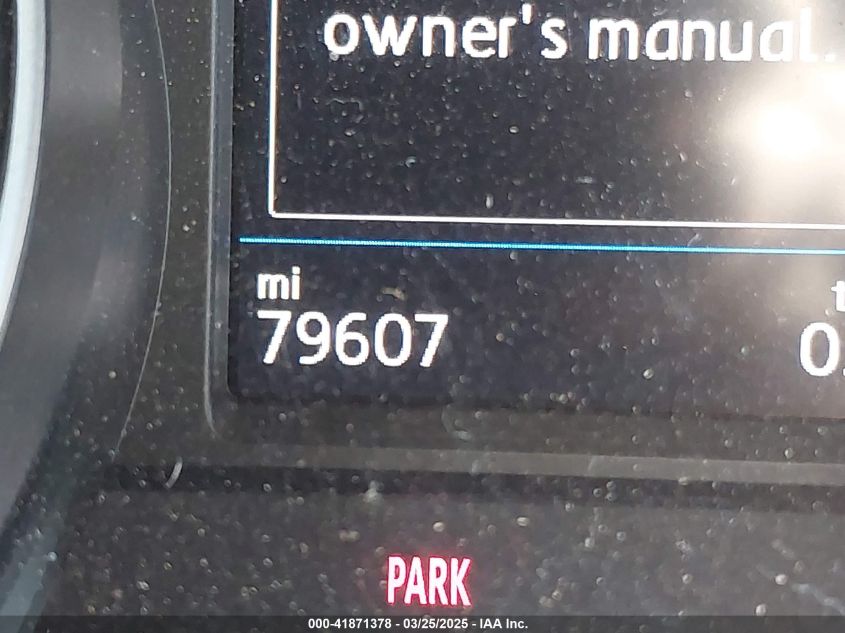 owner's manual.
mi
79607
PARK
000-41871378 - 03/25/2025 - IAA Inc.